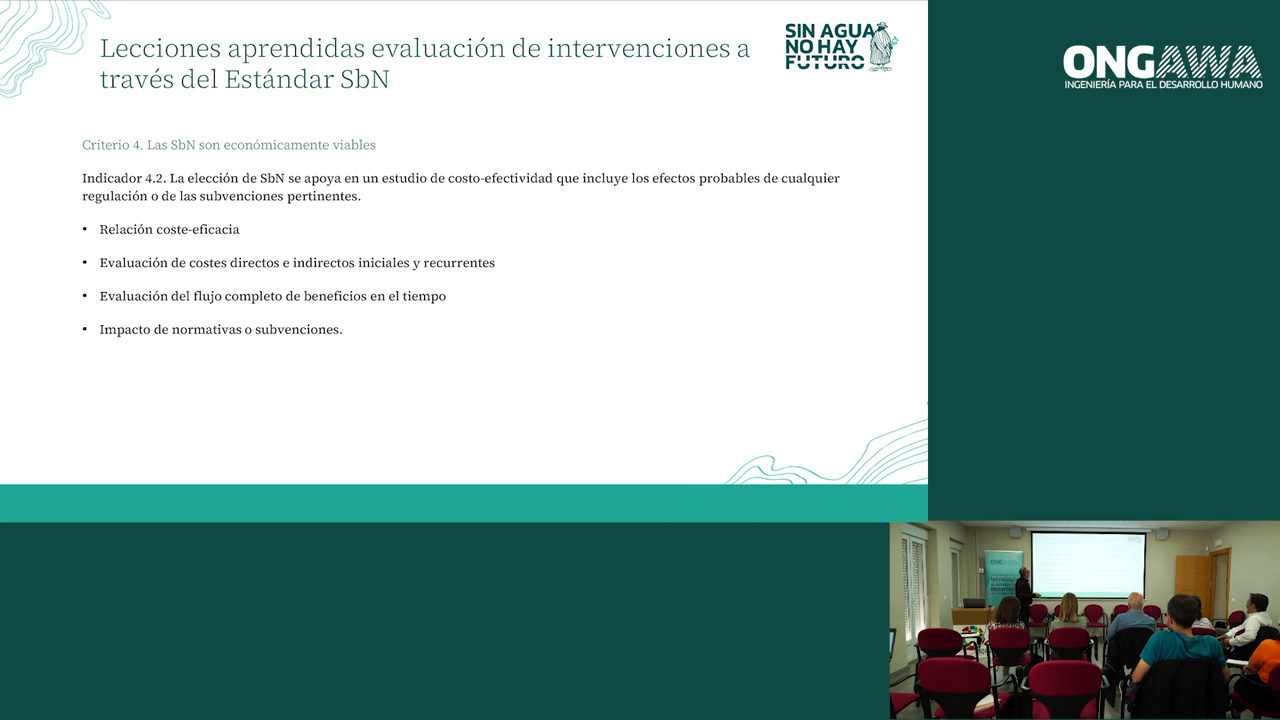 Lecciones aprendidas evaluación de intervenciones a
través del Estándar SbN
SIN AGUA
NO HAY
FUTURO
ONGAWA
INGENIERÍA PARA EL DESARROLLO HUMANO
Criterio 4. Las SbN son económicamente viables
Indicador 4.2. La elección de SbN se apoya en un estudio de costo-efectividad que incluye los efectos probables de cualquier
regulación o de las subvenciones pertinentes.
• Relación coste-eficacia
• Evaluación de costes directos e indirectos iniciales y recurrentes
• Evaluación del flujo completo de beneficios en el tiempo
• Impacto de normativas o subvenciones.